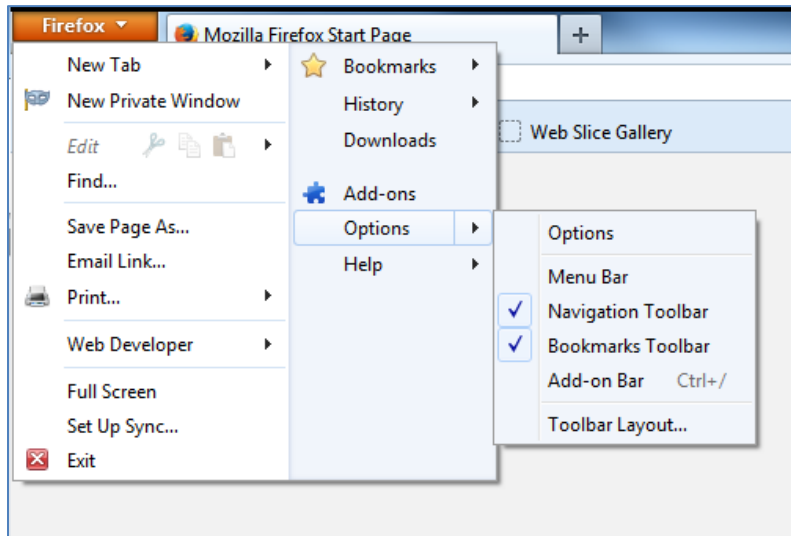 Firefox
Mozilla Firefox Start Page
New Tab
New Private Window
Edit
Find...
Save Page As...
Email Link...
Print...
Web Developer
Full Screen
Set Up Sync...
Exit
Bookmarks
History
Downloads
Add-ons
Options
Help
Web Slice Gallery
Options
Menu Bar
Navigation Toolbar
Bookmarks Toolbar
Add-on Bar Ctrl+/
Toolbar Layout...